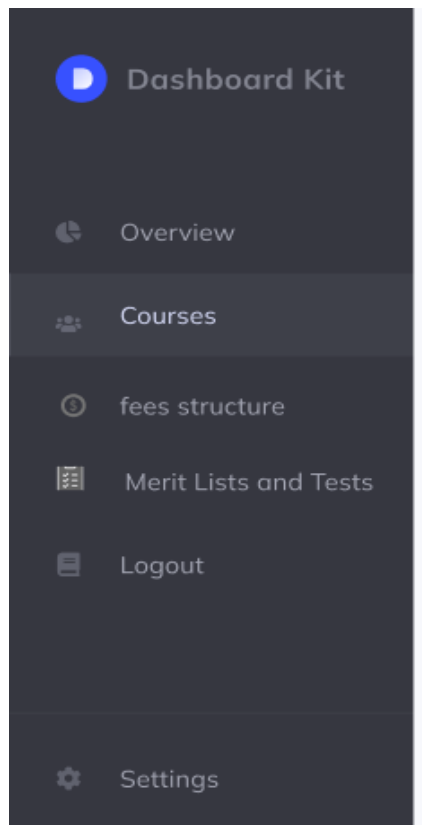 Dashboard Kit
Overview
Courses
fees structure
Merit Lists and Tests
Logout
Settings